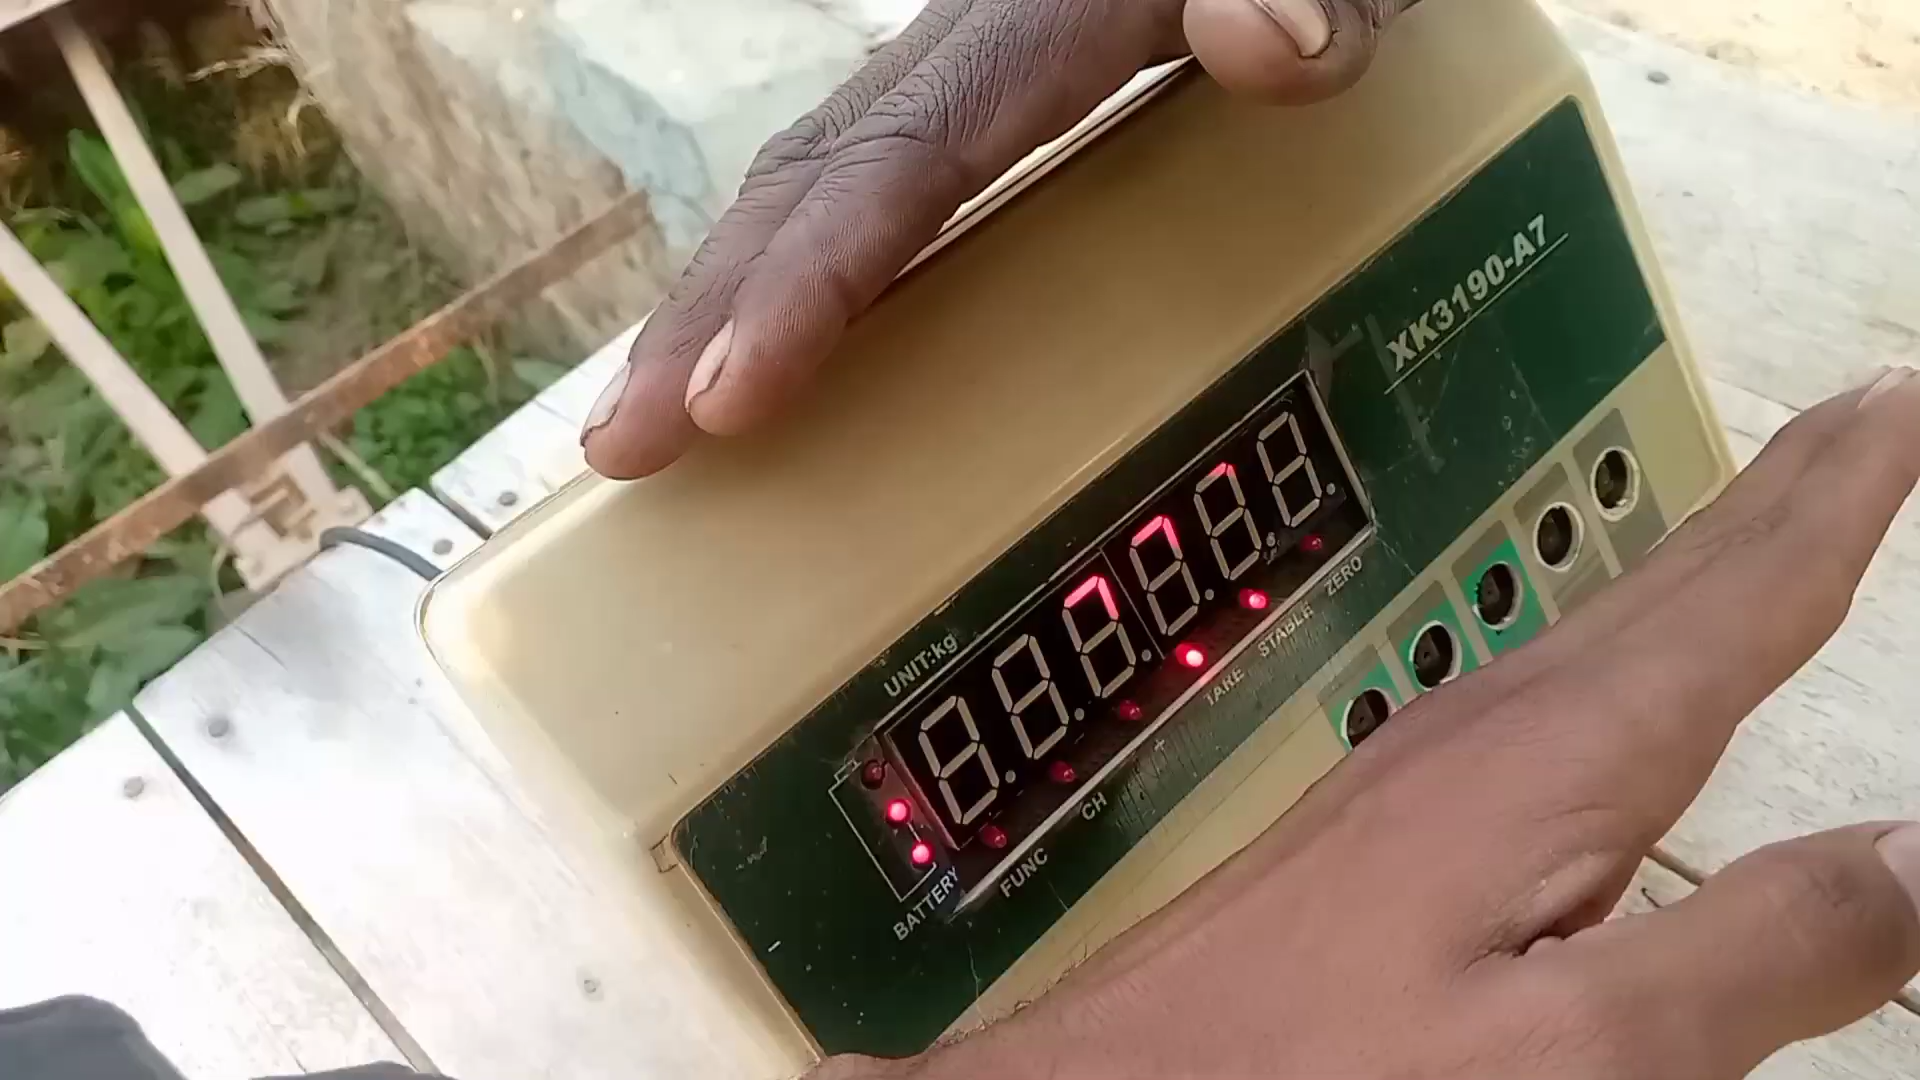 XK3190-A7
UNIT:kg
BATTERY
FUNC
CH
TARE
STABLE
ZERO